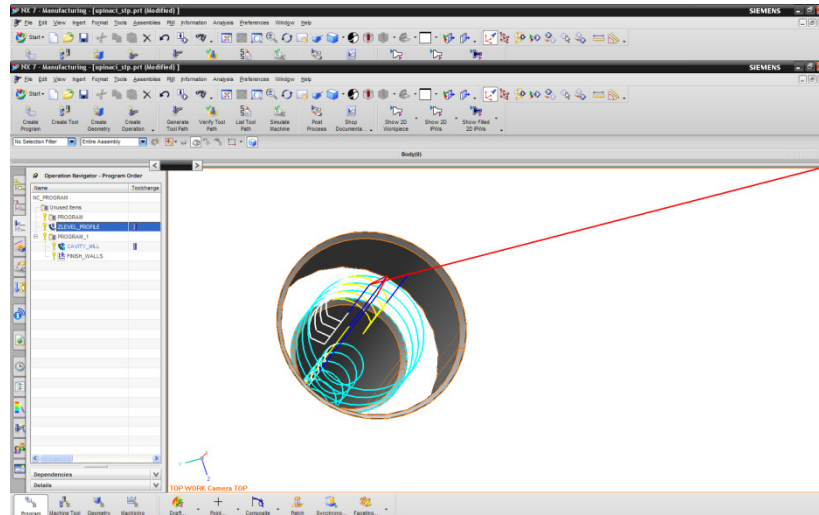 NX 7 - Manufacturing - [upinaci_stp.prt (Modified) ] SIEMENS
File Edit View Insert Format Tools Assemblies PMI Information Analysis Preferences Window Help
Start
NX 7 - Manufacturing - [upinaci_stp.prt (Modified) ] SIEMENS
File Edit View Insert Format Tools Assemblies PMI Information Analysis Preferences Window Help
Start
Create Program Create Tool Create Geometry Create Operation Generate Tool Path Verify Tool Path List Tool Path Simulate Machine Post Process Shop Documenta... Show 2D Workpiece Show 2D IPWs Show Filled 2D IPWs
No Selection Filter Entire Assembly
Body(0)
Operation Navigator - Program Order
Name Toolchange
NC_PROGRAM
Unused Items
PROGRAM
ZLEVEL_PROFILE
PROGRAM_1
CAVITY_MILL
FINISH_WALLS
Dependencies
Details
TOP WORK Camera TOP
Program Machine Tool Geometry Machining Draft... Point... Composite Patch Synchrono... Faceting...